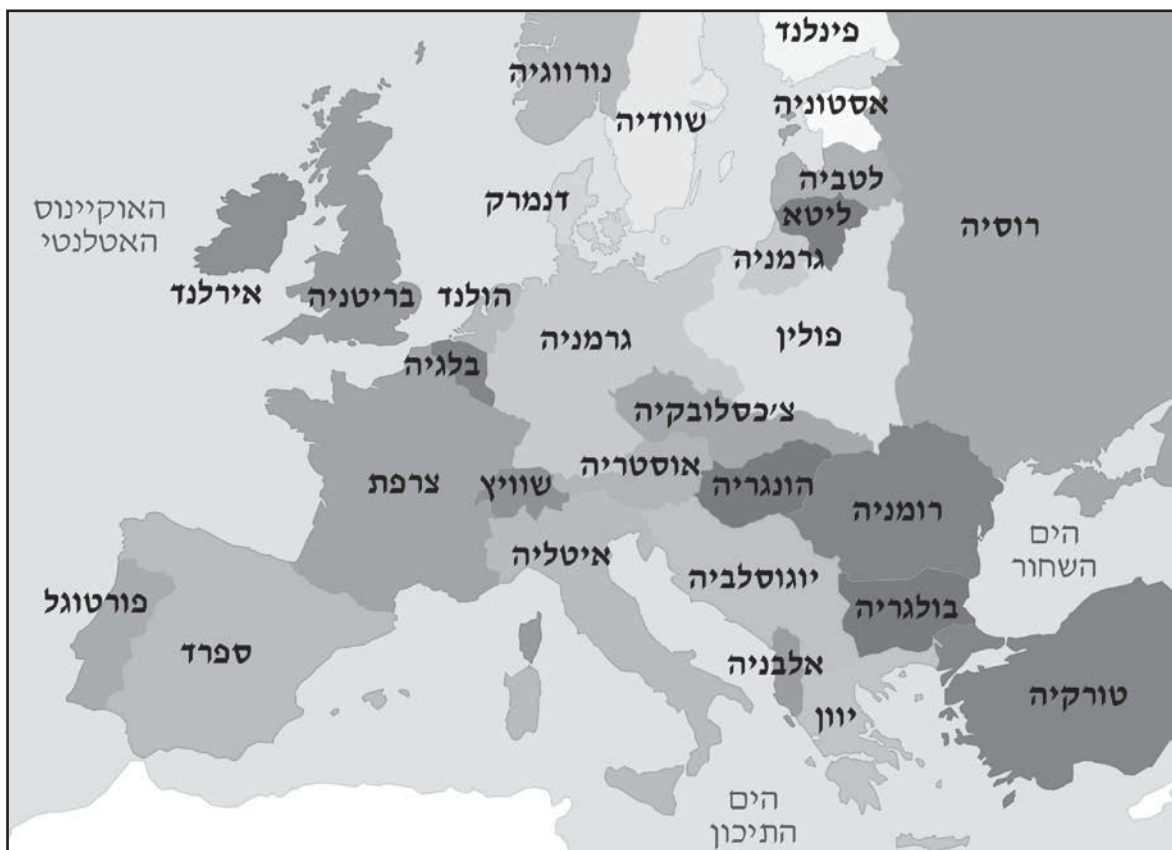 פינלנד
נורווגיה
אסטוניה
שוודיה
לטביה
דנמרק
האוקיינוס
האטלנטי
ליטא
רוסיה
גרמניה
הולנד
בריטניה
אירלנד
פולין
גרמניה
בלגיה
צ'כסלובקיה
אוסטריה
שוויץ
צרפת
הונגריה
רומניה
הים
השחור
איטליה
יוגוסלביה
פורטוגל
בולגריה
ספרד
אלבניה
טורקיה
יוון
הים
התיכון